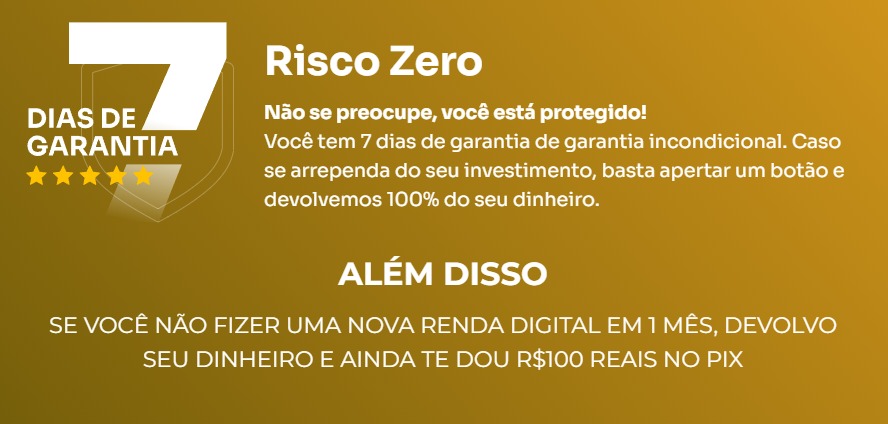 7
DIAS DE
GARANTIA
Risco Zero
Não se preocupe, você está protegido!
Você tem 7 dias de garantia de garantia incondicional. Caso
se arrependa do seu investimento, basta apertar um botão e
devolvemos 100% do seu dinheiro.
ALÉM DISSO
SE VOCÊ NÃO FIZER UMA NOVA RENDA DIGITAL EM 1 MÊS, DEVOLVO
SEU DINHEIRO E AINDA TE DOU R$100 REAIS NO PIX